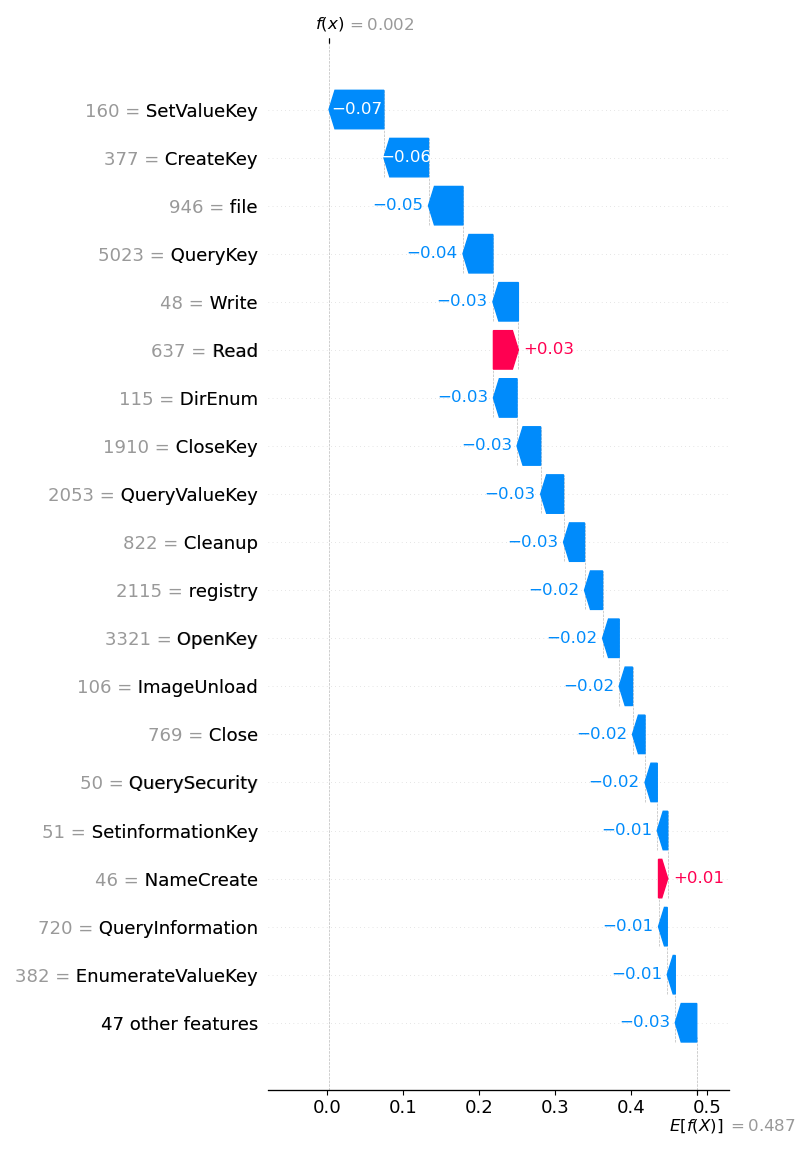 f(x) = 0.002
160 = SetValueKey −0.07
377 = CreateKey −0.06
946 = file −0.05
5023 = QueryKey −0.04
48 = Write −0.03
637 = Read +0.03
115 = DirEnum −0.03
1910 = CloseKey −0.03
2053 = QueryValueKey −0.03
822 = Cleanup −0.03
2115 = registry −0.02
3321 = OpenKey −0.02
106 = ImageUnload −0.02
769 = Close −0.02
50 = QuerySecurity −0.02
51 = SetinformationKey −0.01
46 = NameCreate +0.01
720 = QueryInformation −0.01
382 = EnumerateValueKey −0.01
47 other features −0.03
0.0 0.1 0.2 0.3 0.4 0.5
E[f(X)] = 0.487